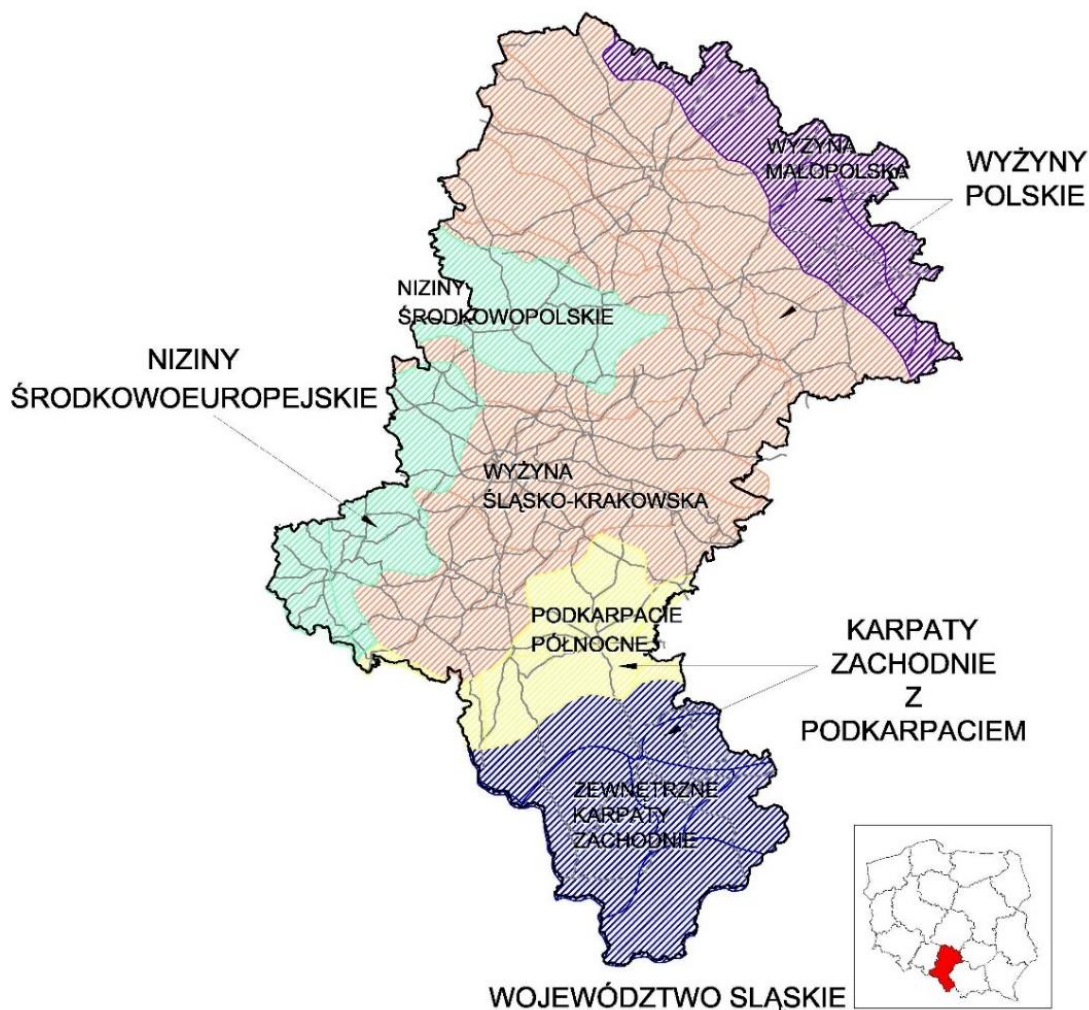 WYŻYNA
MAŁOPOLSKA
WYŻYNY
POLSKIE
NIZINY
ŚRODKOWOPOLSKIE
NIZINY
ŚRODKOWOEUROPEJSKIE
WYŻYNA
ŚLĄSKO-KRAKOWSKA
PODKARPACIE
PÓŁNOCNE
KARPATY
ZACHODNIE
Z
PODKARPACIEM
ZEWNĘTRZNE
KARPATY
ZACHODNIE
WOJEWÓDZTWO SLĄSKIE